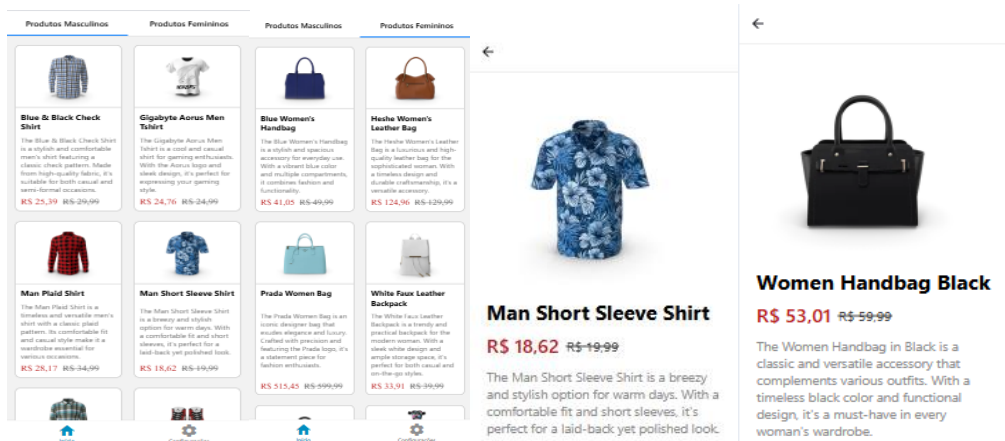 Produtos Masculinos
Produtos Femininos
Blue & Black Check
Shirt
The Blue & Black Check Shirt
is a stylish and comfortable
men's shirt featuring a
classic check pattern. Made
from high-quality fabric, it's
suitable for both casual and
semi-formal occasions.
R$ 25,39 R$ 29,99
Gigabyte Aorus Men
Tshirt
The Gigabyte Aorus Men
Tshirt is a cool and casual
shirt for gaming enthusiasts.
With the Aorus logo and
sleek design, it's perfect for
expressing your gaming
style.
R$ 24,76 R$ 24,99
Man Plaid Shirt
The Man Plaid Shirt is a
timeless and versatile men's
shirt with a classic plaid
pattern. Its comfortable fit
and casual style make it a
wardrobe essential for
various occasions.
R$ 28,17 R$ 34,99
Man Short Sleeve Shirt
The Man Short Sleeve Shirt
is a breezy and stylish
option for warm days. With
a comfortable fit and short
sleeves, it's perfect for a
laid-back yet polished look.
R$ 18,62 R$ 19,99
Início
Configurações
Produtos Masculinos
Produtos Femininos
Blue Women's
Handbag
The Blue Women's Handbag
is a stylish and spacious
accessory for everyday use.
With a vibrant blue color
and multiple compartments,
it combines fashion and
functionality.
R$ 41,05 R$ 49,99
Heshe Women's
Leather Bag
The Heshe Women's Leather
Bag is a luxurious and high-
quality leather bag for the
sophisticated woman. With
a timeless design and
durable craftsmanship, it's a
versatile accessory.
R$ 124,96 R$ 129,99
Prada Women Bag
The Prada Women Bag is an
iconic designer bag that
exudes elegance and luxury.
Crafted with precision and
featuring the Prada logo, it's
a statement piece for
fashion enthusiasts.
R$ 515,45 R$ 599,99
White Faux Leather
Backpack
The White Faux Leather
Backpack is a trendy and
practical backpack for the
modern woman. With a
sleek white design and
ample storage space, it's
perfect for both casual and
on-the-go styles.
R$ 33,91 R$ 39,99
Início
Configurações
Man Short Sleeve Shirt
R$ 18,62 R$ 19,99
The Man Short Sleeve Shirt is a breezy
and stylish option for warm days. With a
comfortable fit and short sleeves, it's
perfect for a laid-back yet polished look.
Women Handbag Black
R$ 53,01 R$ 59,99
The Women Handbag in Black is a
classic and versatile accessory that
complements various outfits. With a
timeless black color and functional
design, it's a must-have in every
woman's wardrobe.